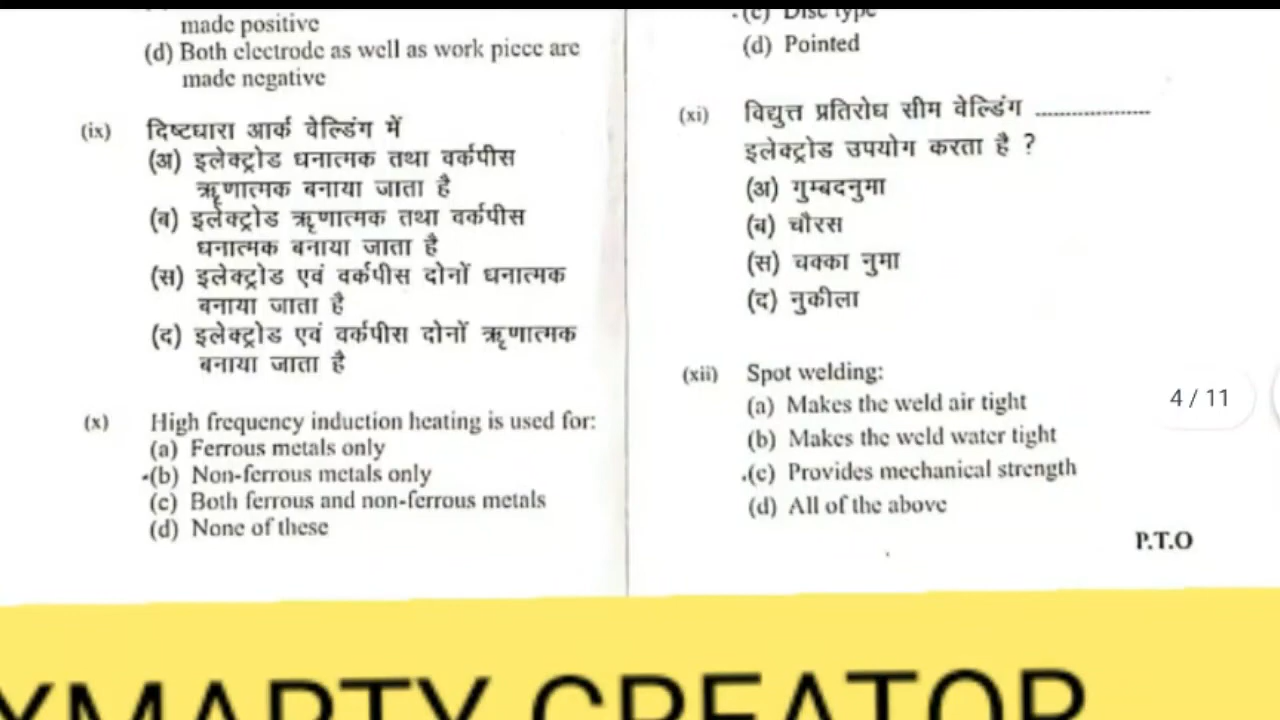 made positive
(d) Both electrode as well as work piece are
made negative
(ix) दिष्टधारा आर्क वेल्डिंग में
(अ) इलेक्ट्रोड धनात्मक तथा वर्कपीस
ऋृणात्मक बनाया जाता है
(ब) इलेक्ट्रोड ऋृणात्मक तथा वर्कपीस
धनात्मक बनाया जाता है
(स) इलेक्ट्रोड एवं वर्कपीस दोनों धनात्मक
बनाया जाता है
(द) इलेक्ट्रोड एवं वर्कपीस दोनों ऋृणात्मक
बनाया जाता है
(x) High frequency induction heating is used for:
(a) Ferrous metals only
(b) Non-ferrous metals only
(c) Both ferrous and non-ferrous metals
(d) None of these
(c) Disc type
(d) Pointed
(xi) विद्युत्त प्रतिरोध सीम वेल्डिंग ....................
इलेक्ट्रोड उपयोग करता है ?
(अ) गुम्बदनुमा
(ब) चौरस
(स) चक्का नुमा
(द) नुकीला
(xii) Spot welding:
(a) Makes the weld air tight
(b) Makes the weld water tight
(c) Provides mechanical strength
(d) All of the above
P.T.O
4 / 11
YMARTY CREATOR